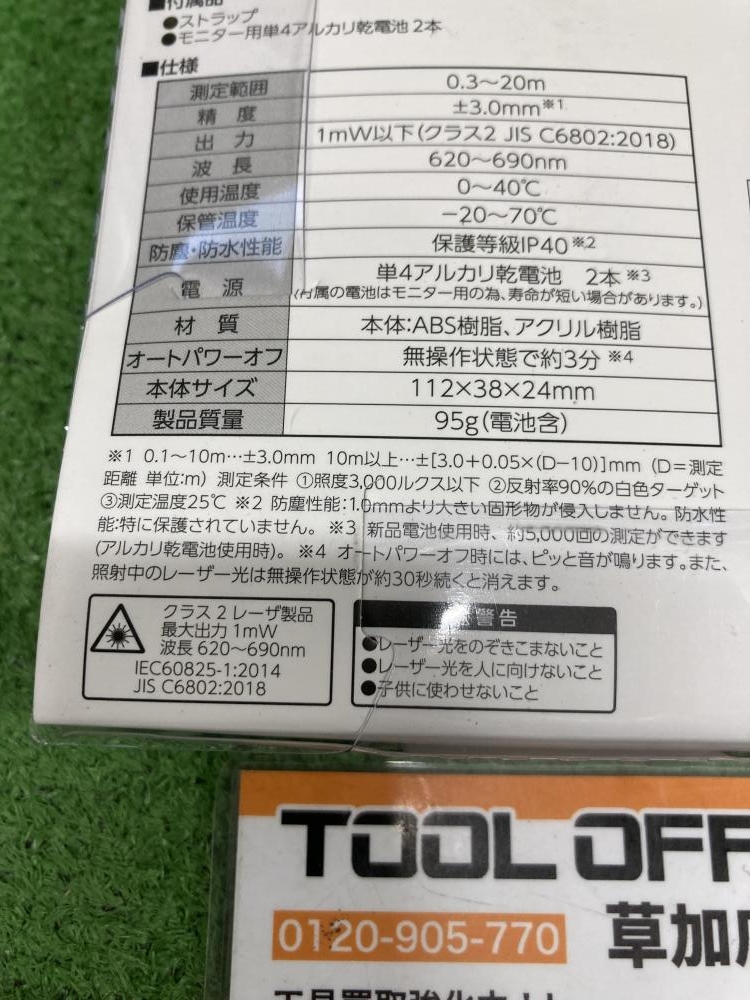 ■付属品
●ストラップ
●モニター用単4アルカリ乾電池 2本
■仕様
測定範囲 0.3〜20m
精 度 ±3.0mm※1
出 力 1mW以下(クラス2 JIS C6802:2018)
波 長 620〜690nm
使用温度 0〜40℃
保管温度 −20〜70℃
防塵・防水性能 保護等級IP40※2
電 源 単4アルカリ乾電池 2本※3
(付属の電池はモニター用の為、寿命が短い場合があります。)
材 質 本体:ABS樹脂、アクリル樹脂
オートパワーオフ 無操作状態で約3分※4
本体サイズ 112×38×24mm
製品質量 95g(電池含)
※1 0.1〜10m…±3.0mm 10m以上…±[3.0+0.05×(D−10)]mm (D=測定
距離 単位:m) 測定条件 ①照度3,000ルクス以下 ②反射率90%の白色ターゲット
③測定温度25℃ ※2 防塵性能:1.0mmより大きい固形物が侵入しません。防水性
能:特に保護されていません。 ※3 新品電池使用時、約5,000回の測定ができます
(アルカリ乾電池使用時)。 ※4 オートパワーオフ時には、ピッと音が鳴ります。また、
照射中のレーザー光は無操作状態が約30秒続くと消えます。
クラス2レーザ製品
最大出力1mW
波長 620〜690nm
IEC60825-1:2014
JIS C6802:2018
警告
●レーザー光をのぞきこまないこと
●レーザー光を人に向けないこと
●子供に使わせないこと
TOOL OFF
0120-905-770
草加店